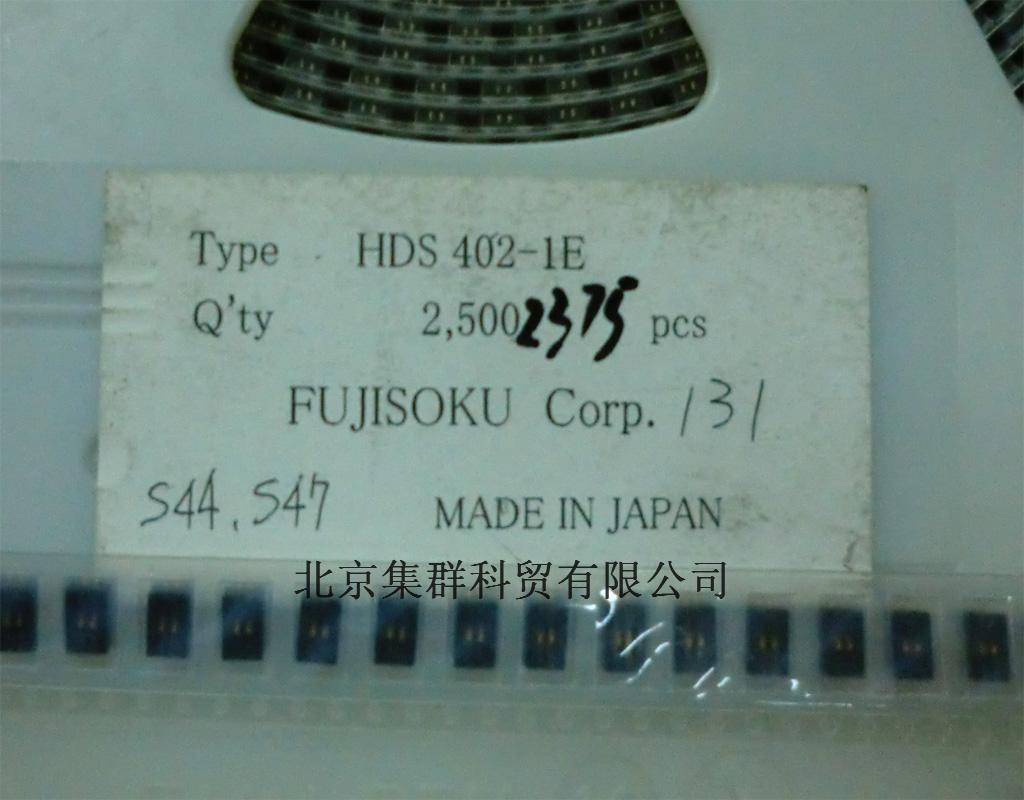 Type HDS 402-1E
Q'ty 2,500 2375 pcs
FUJISOKU Corp. 131
S44, S47 MADE IN JAPAN
北京集群科贸有限公司